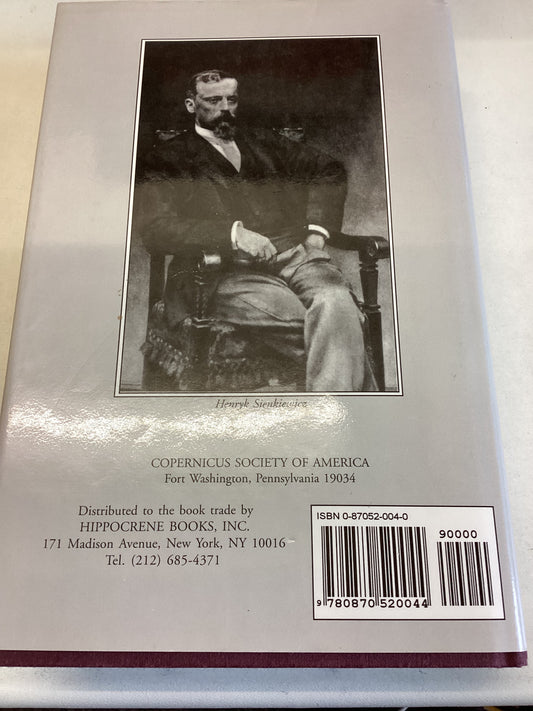 Henryk Sienkiewicz
COPERNICUS SOCIETY OF AMERICA
Fort Washington, Pennsylvania 19034
Distributed to the book trade by
HIPPOCRENE BOOKS, INC.
171 Madison Avenue, New York, NY 10016
Tel. (212) 685-4371
ISBN 0-87052-004-0
90000
9 780870 520044